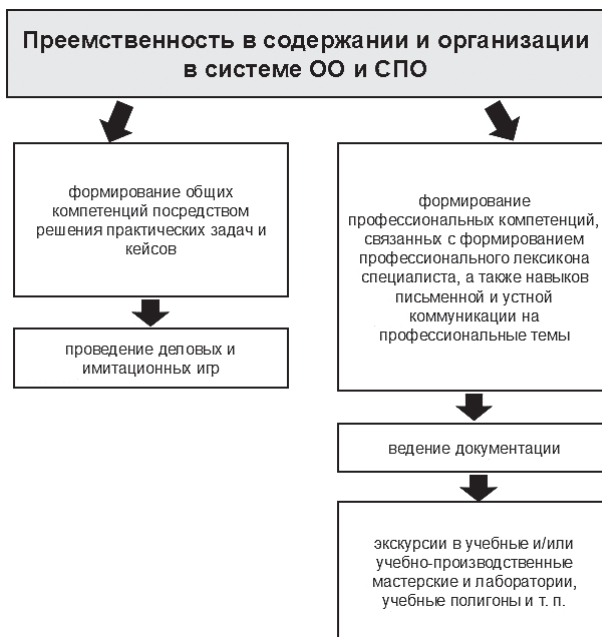 Преемственность в содержании и организации
в системе ОО и СПО
формирование общих
компетенций посредством
решения практических задач и
кейсов
проведение деловых и
имитационных игр
формирование
профессиональных компетенций,
связанных с формированием
профессионального лексикона
специалиста, а также навыков
письменной и устной
коммуникации на
профессиональные темы
ведение документации
экскурсии в учебные и/или
учебно-производственные
мастерские и лаборатории,
учебные полигоны и т. п.